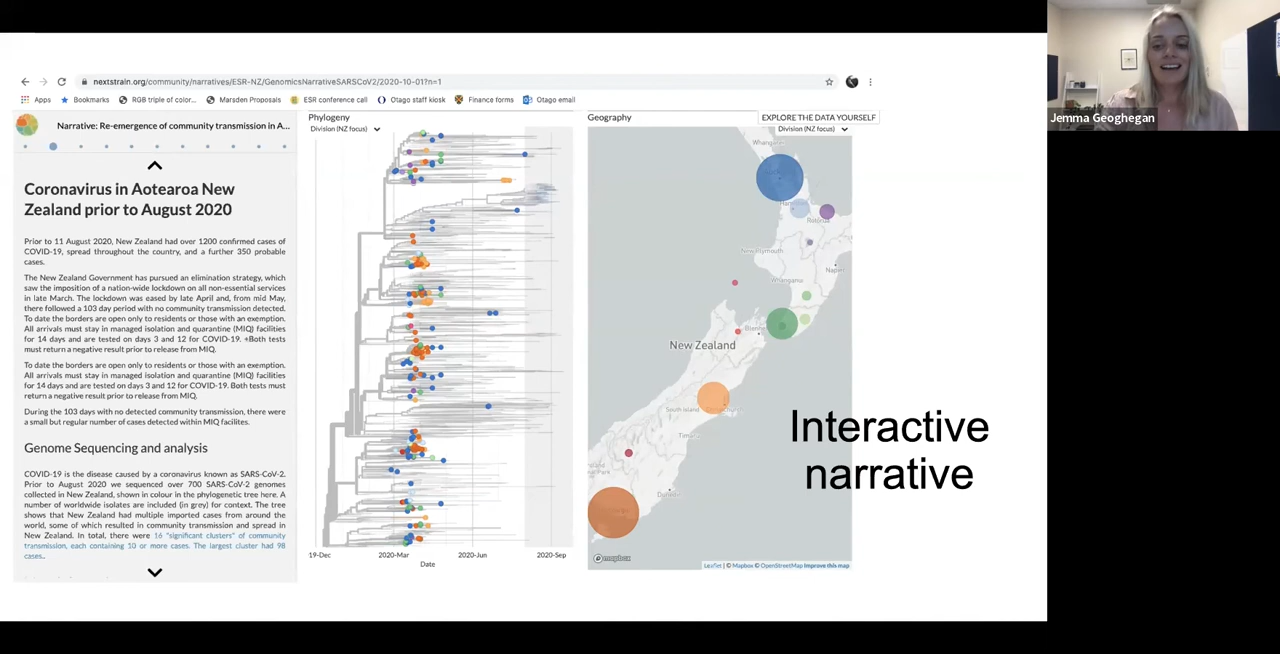 nextstrain.org/community/narratives/ESR-NZ/GenomicsNarrativeSARSCoV2/2020-10-01?n=1
Apps
Bookmarks
RGB triple of color...
Marsden Proposals
ESR conference call
Otago staff kiosk
Finance forms
Otago email
Narrative: Re-emergence of community transmission in A...
Coronavirus in Aotearoa New
Zealand prior to August 2020
Prior to 11 August 2020, New Zealand had over 1200 confirmed cases of
COVID-19, spread throughout the country, and a further 350 probable
cases.
The New Zealand Government has pursued an elimination strategy, which
saw the imposition of a nation-wide lockdown on all non-essential services
in late March. The lockdown was eased by late April and, from mid May,
there followed a 103 day period with no community transmission detected.
To date the borders are open only to residents or those with an exemption.
All arrivals must stay in managed isolation and quarantine (MIQ) facilities
for 14 days and are tested on days 3 and 12 for COVID-19. +Both tests
must return a negative result prior to release from MIQ.
To date the borders are open only to residents or those with an exemption.
All arrivals must stay in managed isolation and quarantine (MIQ) facilities
for 14 days and are tested on days 3 and 12 for COVID-19. Both tests must
return a negative result prior to release from MIQ.
During the 103 days with no detected community transmission, there were
a small but regular number of cases detected within MIQ facilites.
Genome Sequencing and analysis
COVID-19 is the disease caused by a coronavirus known as SARS-CoV-2.
Prior to August 2020 we sequenced over 700 SARS-CoV-2 genomes
collected in New Zealand, shown in colour in the phylogenetic tree here. A
number of worldwide isolates are included (in grey) for context. The tree
shows that New Zealand had multiple imported cases from around the
world, some of which resulted in community transmission and spread in
New Zealand. In total, there were 16 "significant clusters" of community
transmission, each containing 10 or more cases. The largest cluster had 98
cases..
Phylogeny
Division (NZ focus)
19-Dec
2020-Mar
2020-Jun
2020-Sep
Date
Geography
EXPLORE THE DATA YOURSELF
Division (NZ focus)
Whangarei
Rotorua
New Plymouth
Napier
Whanganui
New Zealand
South Island
Timaru
Dunedin
mapbox
Leaflet | © Mapbox © OpenStreetMap Improve this map
Interactive
narrative
Jemma Geoghegan